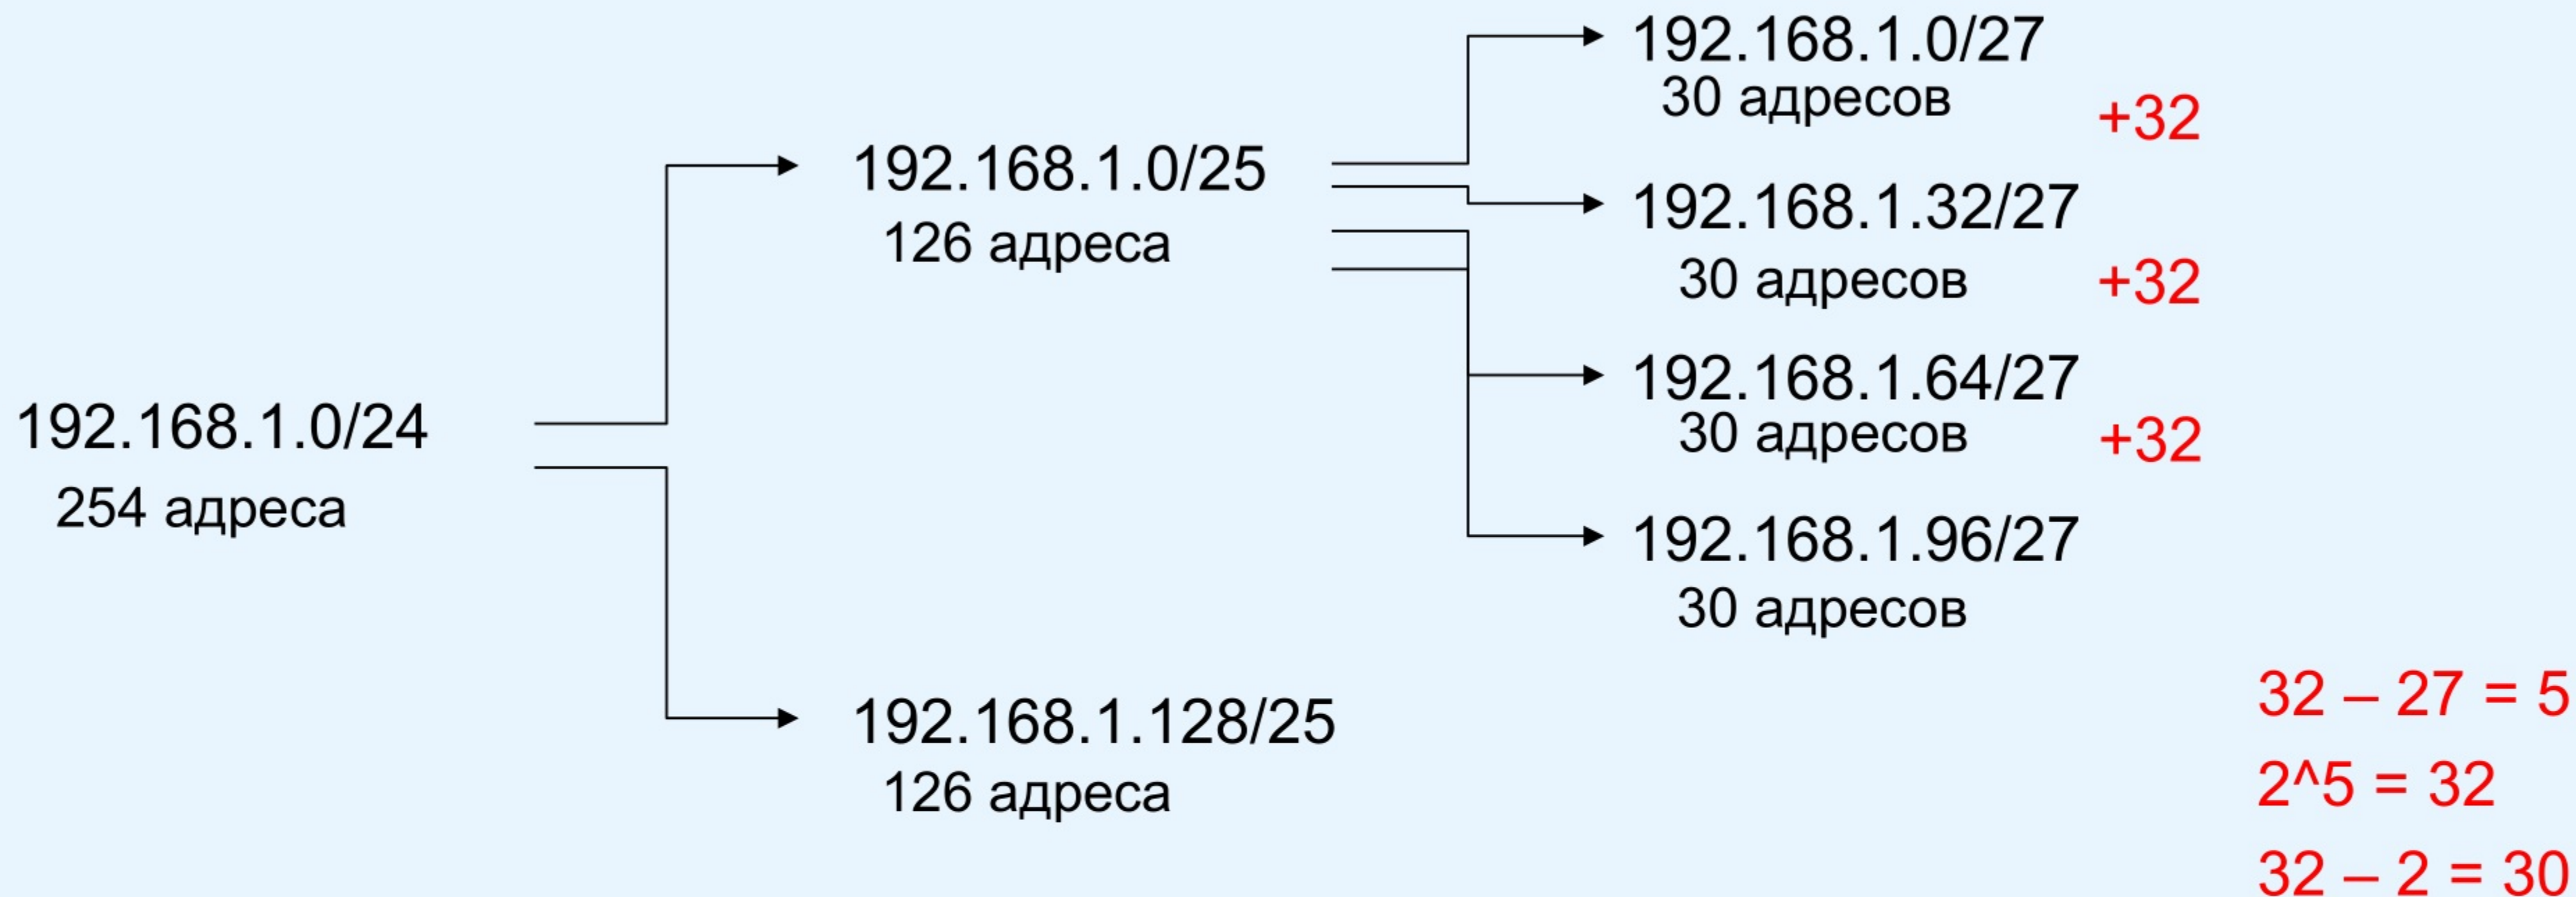 192.168.1.0/24
254 адреса
192.168.1.0/25
126 адреса
192.168.1.128/25
126 адреса
192.168.1.0/27
30 адресов
+32
192.168.1.32/27
30 адресов
+32
192.168.1.64/27
30 адресов
+32
192.168.1.96/27
30 адресов
32 – 27 = 5
2^5 = 32
32 – 2 = 30